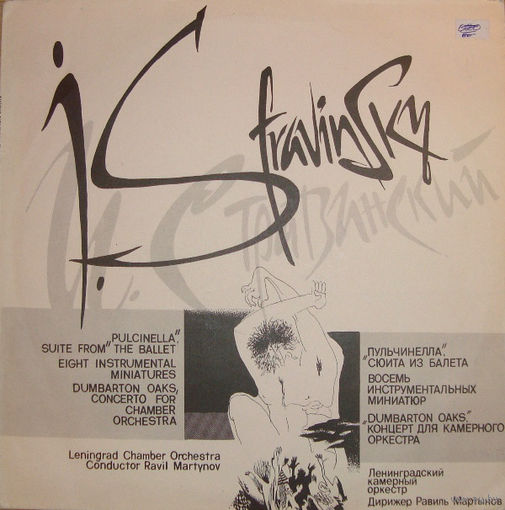 i. Stravinsky
И. Стравинский
"PULCINELLA",
SUITE FROM THE BALLET
EIGHT INSTRUMENTAL
MINIATURES
DUMBARTON OAKS,
CONCERTO FOR
CHAMBER
ORCHESTRA
Leningrad Chamber Orchestra
Conductor Ravil Martynov
"ПУЛЬЧИНЕЛЛА",
СЮИТА ИЗ БАЛЕТА
ВОСЕМЬ
ИНСТРУМЕНТАЛЬНЫХ
МИНИАТЮР
"DUMBARTON OAKS,"
КОНЦЕРТ ДЛЯ КАМЕРНОГО
ОРКЕСТРА
Ленинградский
камерный
оркестр
Дирижер Равиль Мартынов